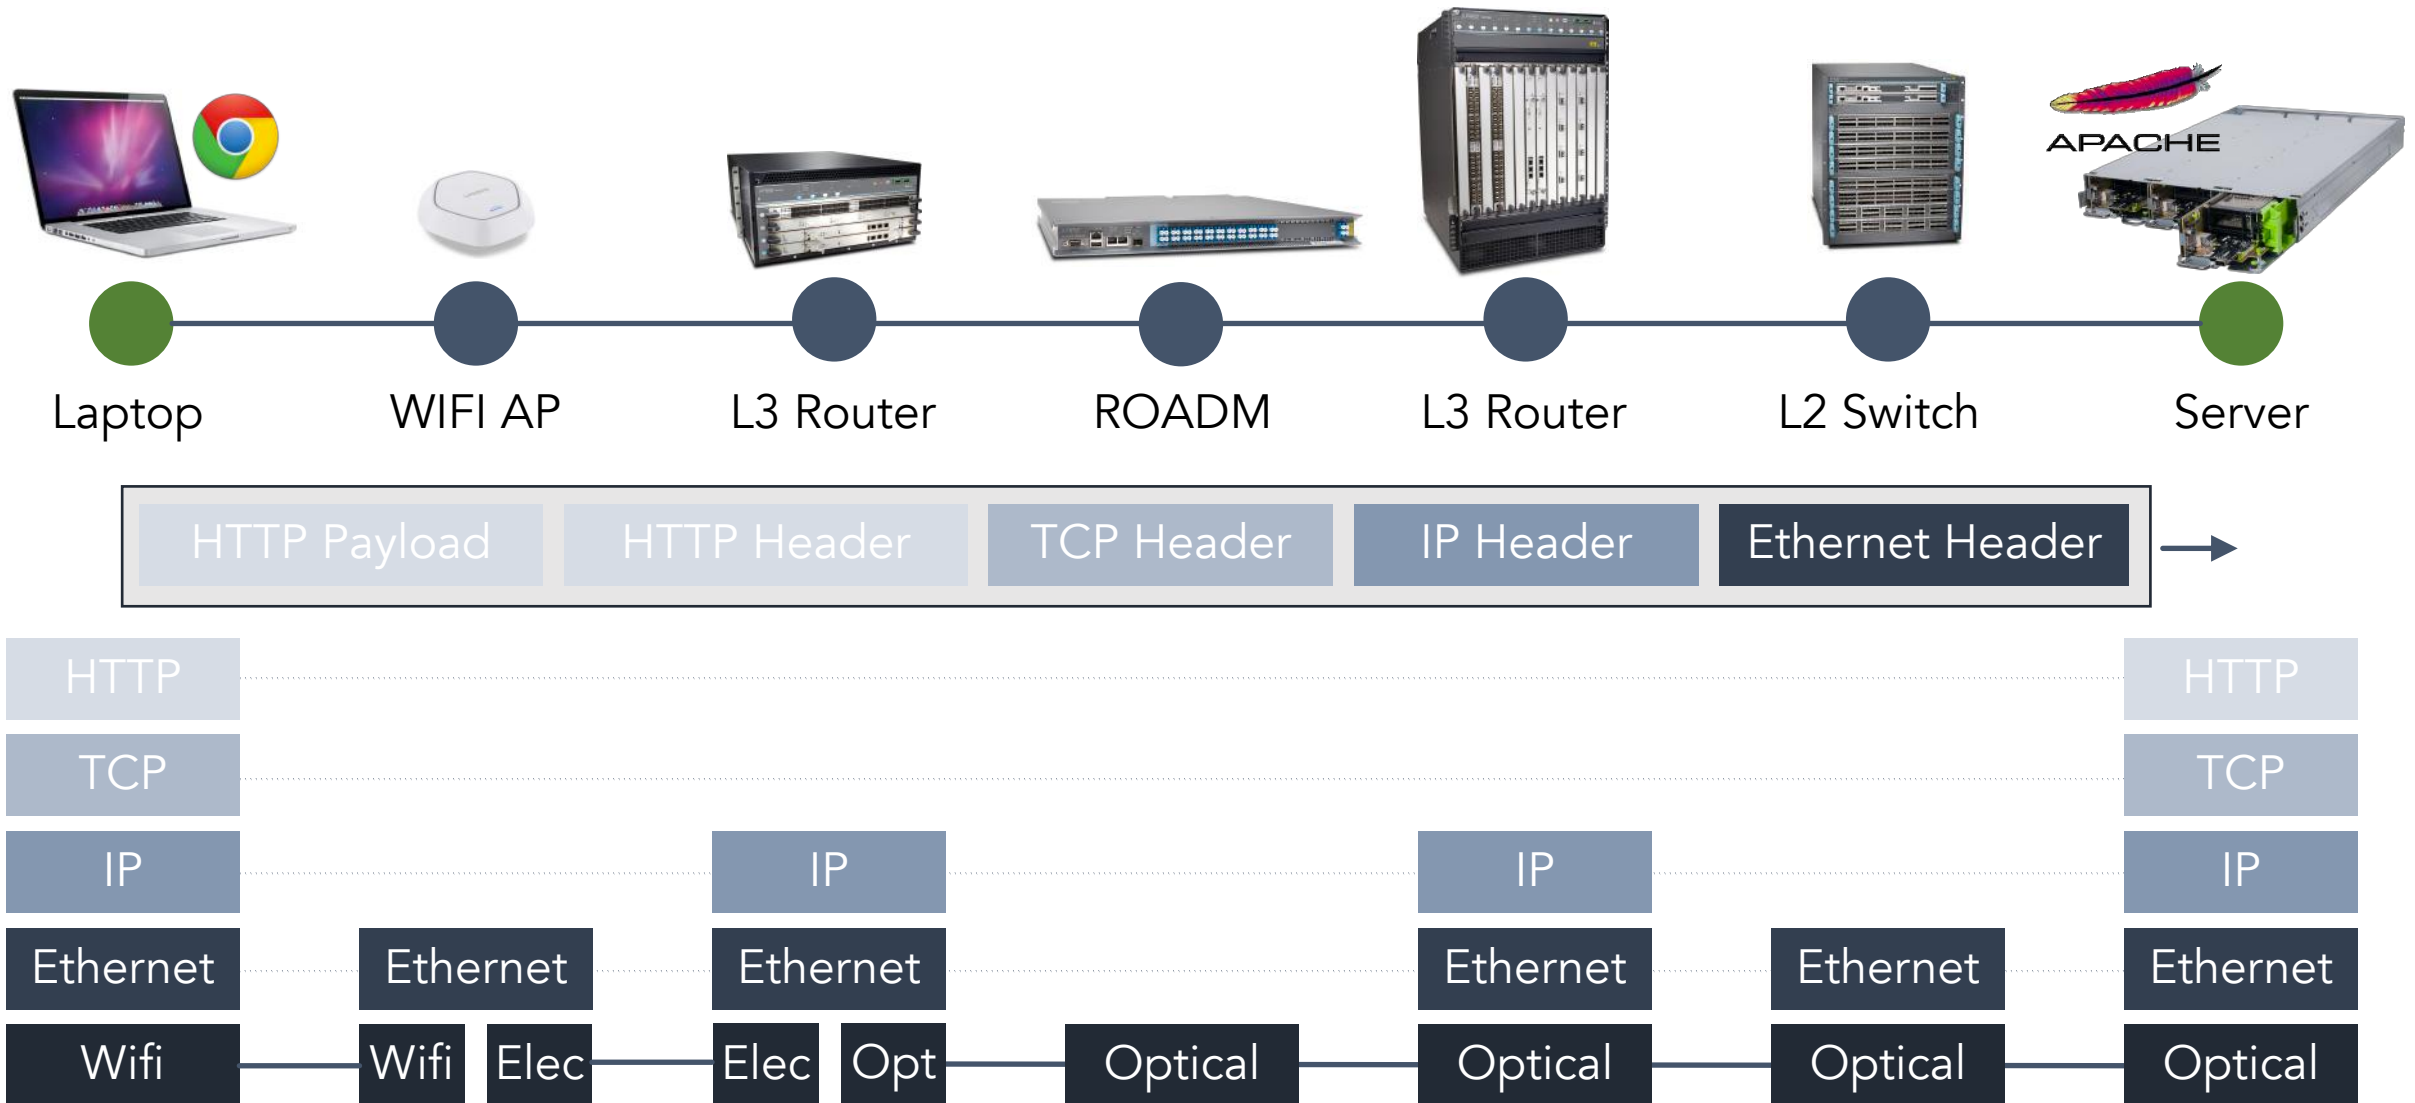 APACHE
Laptop WIFI AP L3 Router ROADM L3 Router L2 Switch Server
HTTP Payload HTTP Header TCP Header IP Header Ethernet Header
HTTP HTTP
TCP TCP
IP IP IP IP
Ethernet Ethernet Ethernet Ethernet Ethernet Ethernet
Wifi Wifi Elec Elec Opt Optical Optical Optical Optical